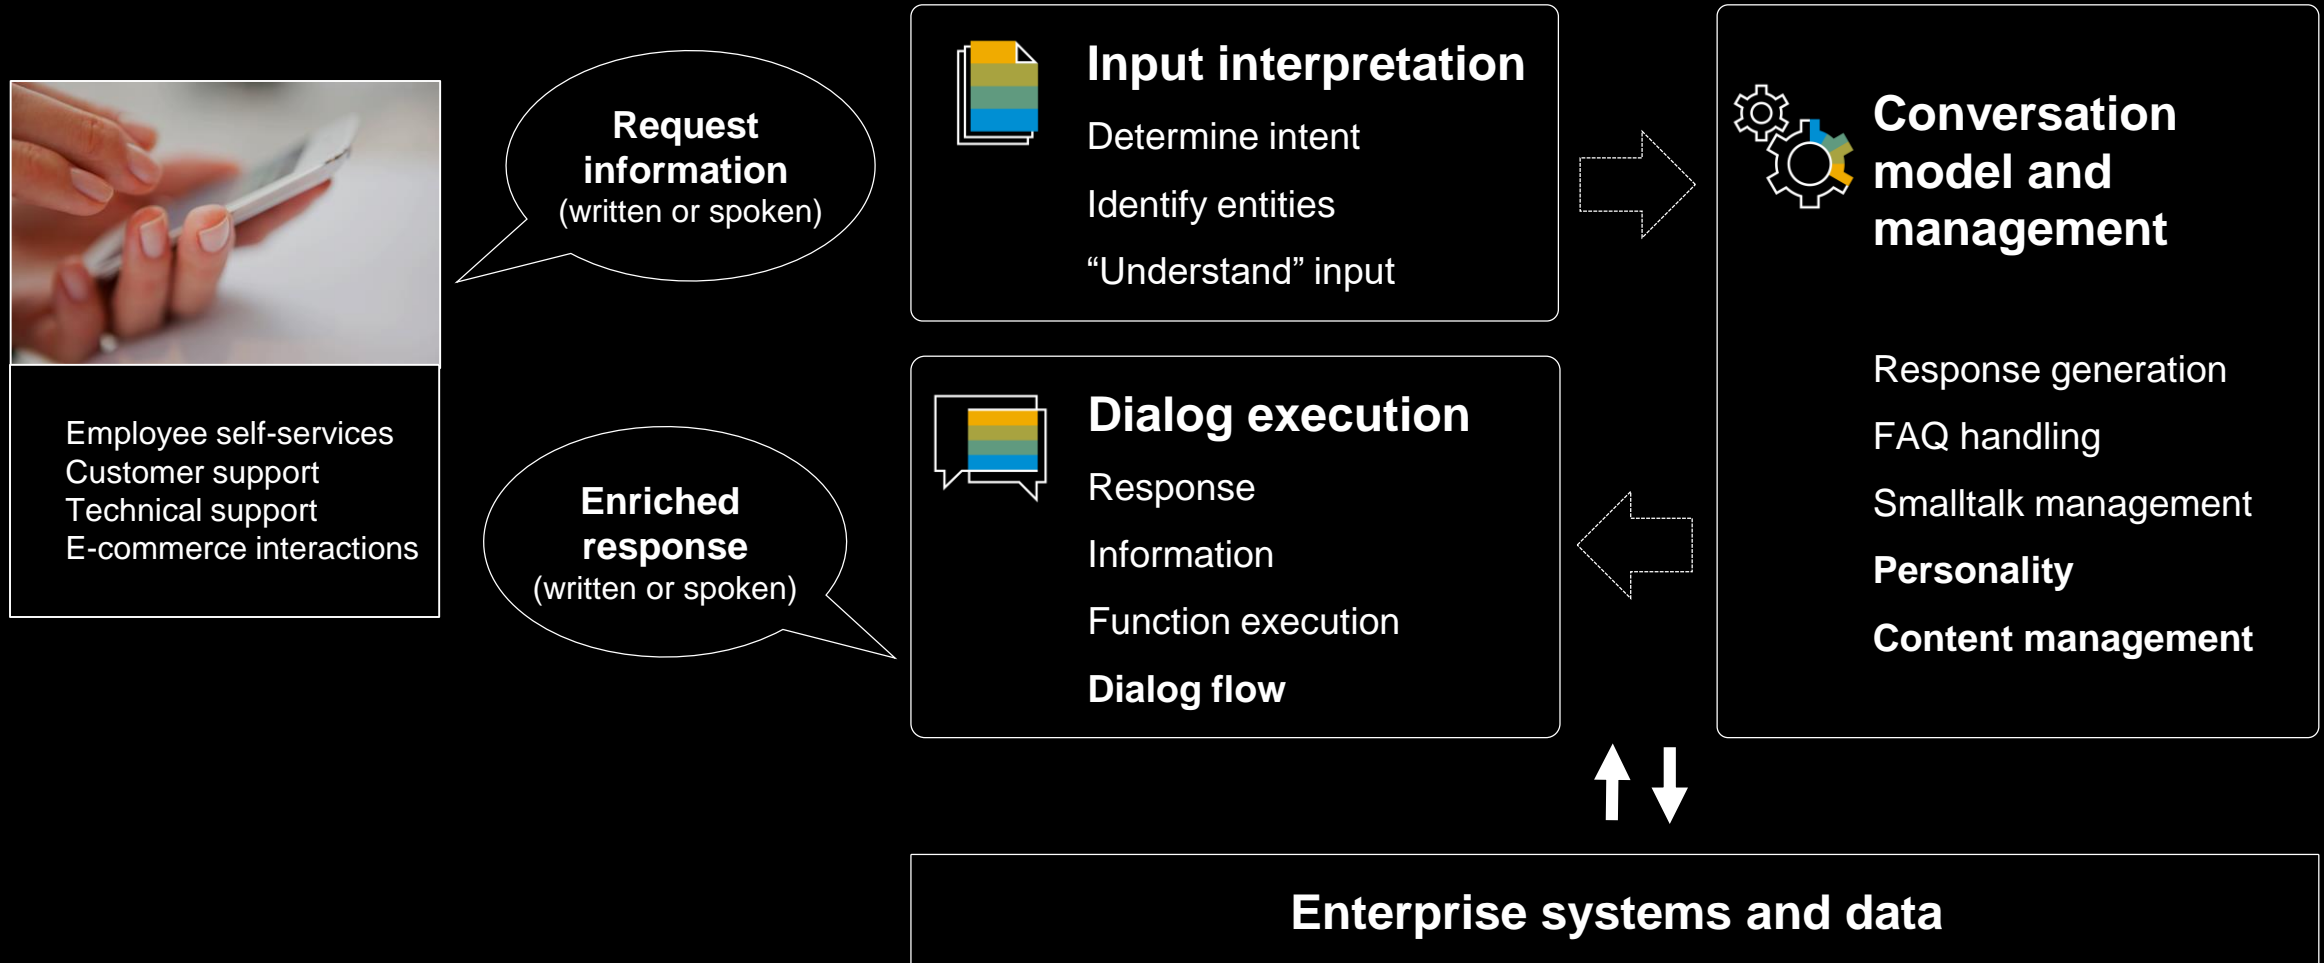 Employee self-services
Customer support
Technical support
E-commerce interactions
Request
information
(written or spoken)
Enriched
response
(written or spoken)
Input interpretation
Determine intent
Identify entities
“Understand” input
Dialog execution
Response
Information
Function execution
Dialog flow
Conversation
model and
management
Response generation
FAQ handling
Smalltalk management
Personality
Content management
Enterprise systems and data